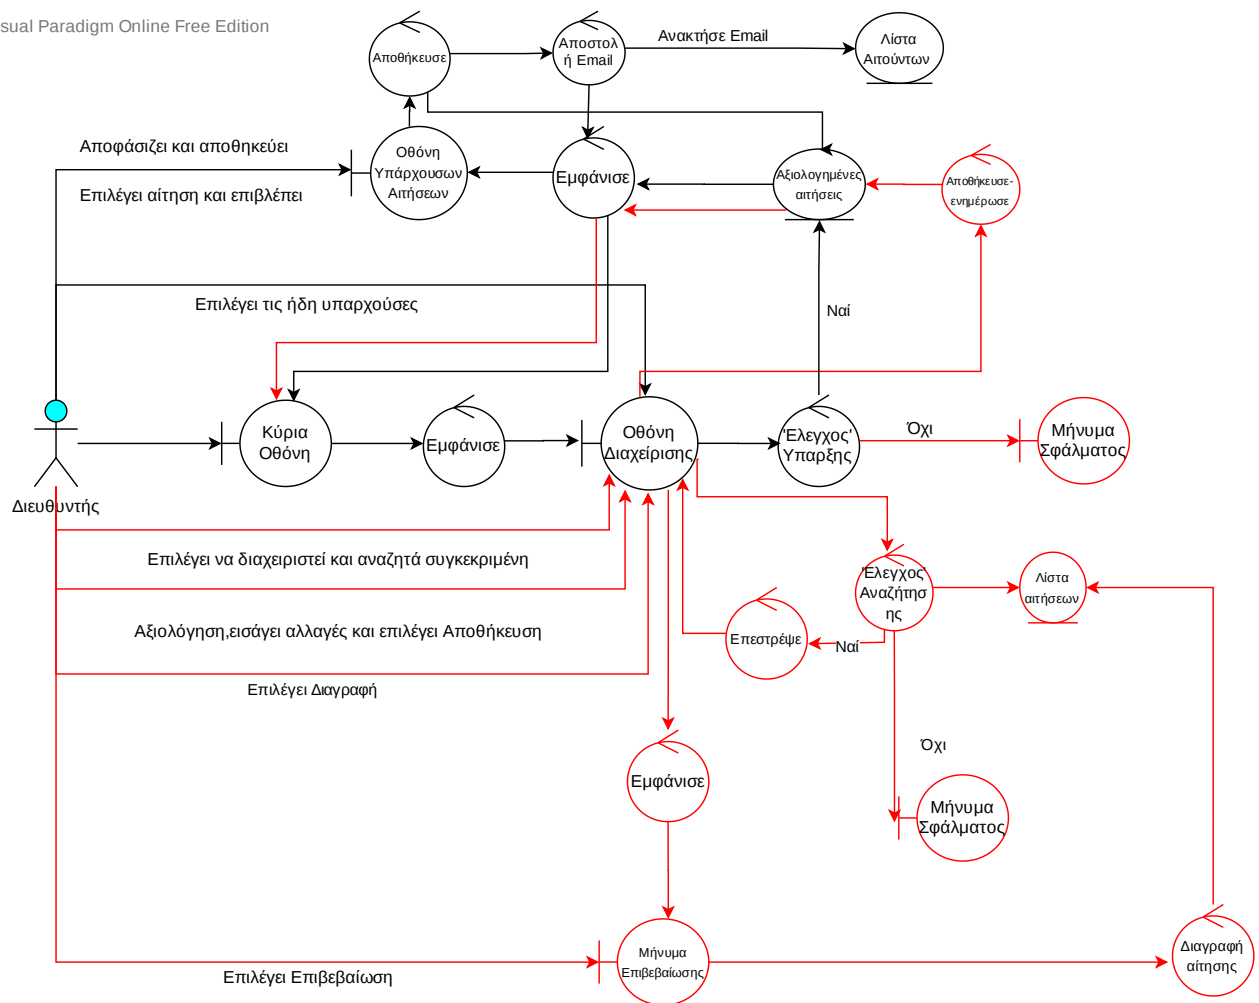 sual Paradigm Online Free Edition
Αποθήκευσε
Αποστολ
ή Email
Ανακτήσε Email
Λίστα
Αιτούντων
Αποφάσιζει και αποθηκεύει
Επιλέγει αίτηση και επιβλέπει
Οθόνη
Υπάρχουσων
Αιτήσεων
Εμφάνισε
Αξιολογημένες
αιτήσεις
Αποθήκευσε-
ενημέρωσε
Επιλέγει τις ήδη υπαρχούσες
Ναί
Διευθυντής
Κύρια
Οθόνη
Εμφάνισε
Οθόνη
Διαχείρισης
'Έλεγχος'
Υπαρξης
Όχι
Μήνυμα
Σφάλματος
Επιλέγει να διαχειριστεί και αναζητά συγκεκριμένη
Αξιολόγηση,εισάγει αλλαγές και επιλέγει Αποθήκευση
Επιλέγει Διαγραφή
Επεστρέψε
Ναί
'Έλεγχος'
Αναζήτησ
ης
Λίστα
αιτήσεων
Όχι
Εμφάνισε
Μήνυμα
Σφάλματος
Επιλέγει Επιβεβαίωση
Μήνυμα
Επιβεβαίωσης
Διαγραφή
αίτησης